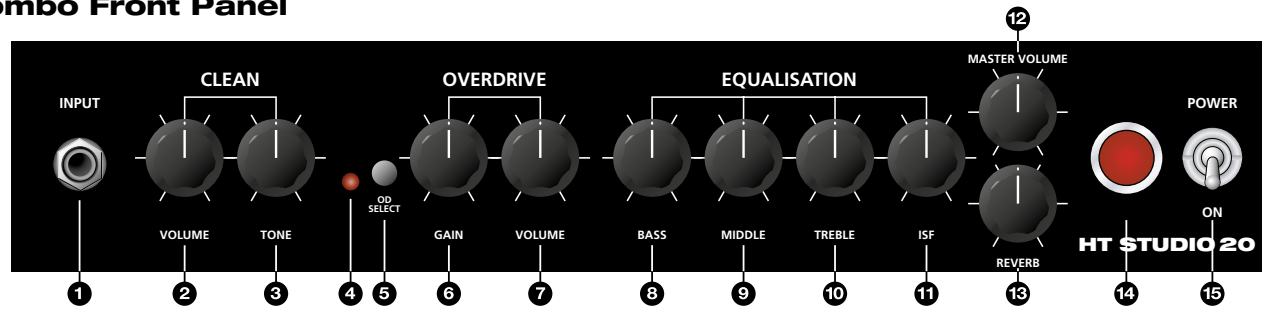 ombo Front Panel
12
MASTER VOLUME
CLEAN
OVERDRIVE
EQUALISATION
INPUT
POWER
OD
SELECT
ON
VOLUME
TONE
GAIN
VOLUME
BASS
MIDDLE
TREBLE
ISF
HT STUDIO 20
REVERB
1
2
3
4
5
6
7
8
9
10
11
13
14
15